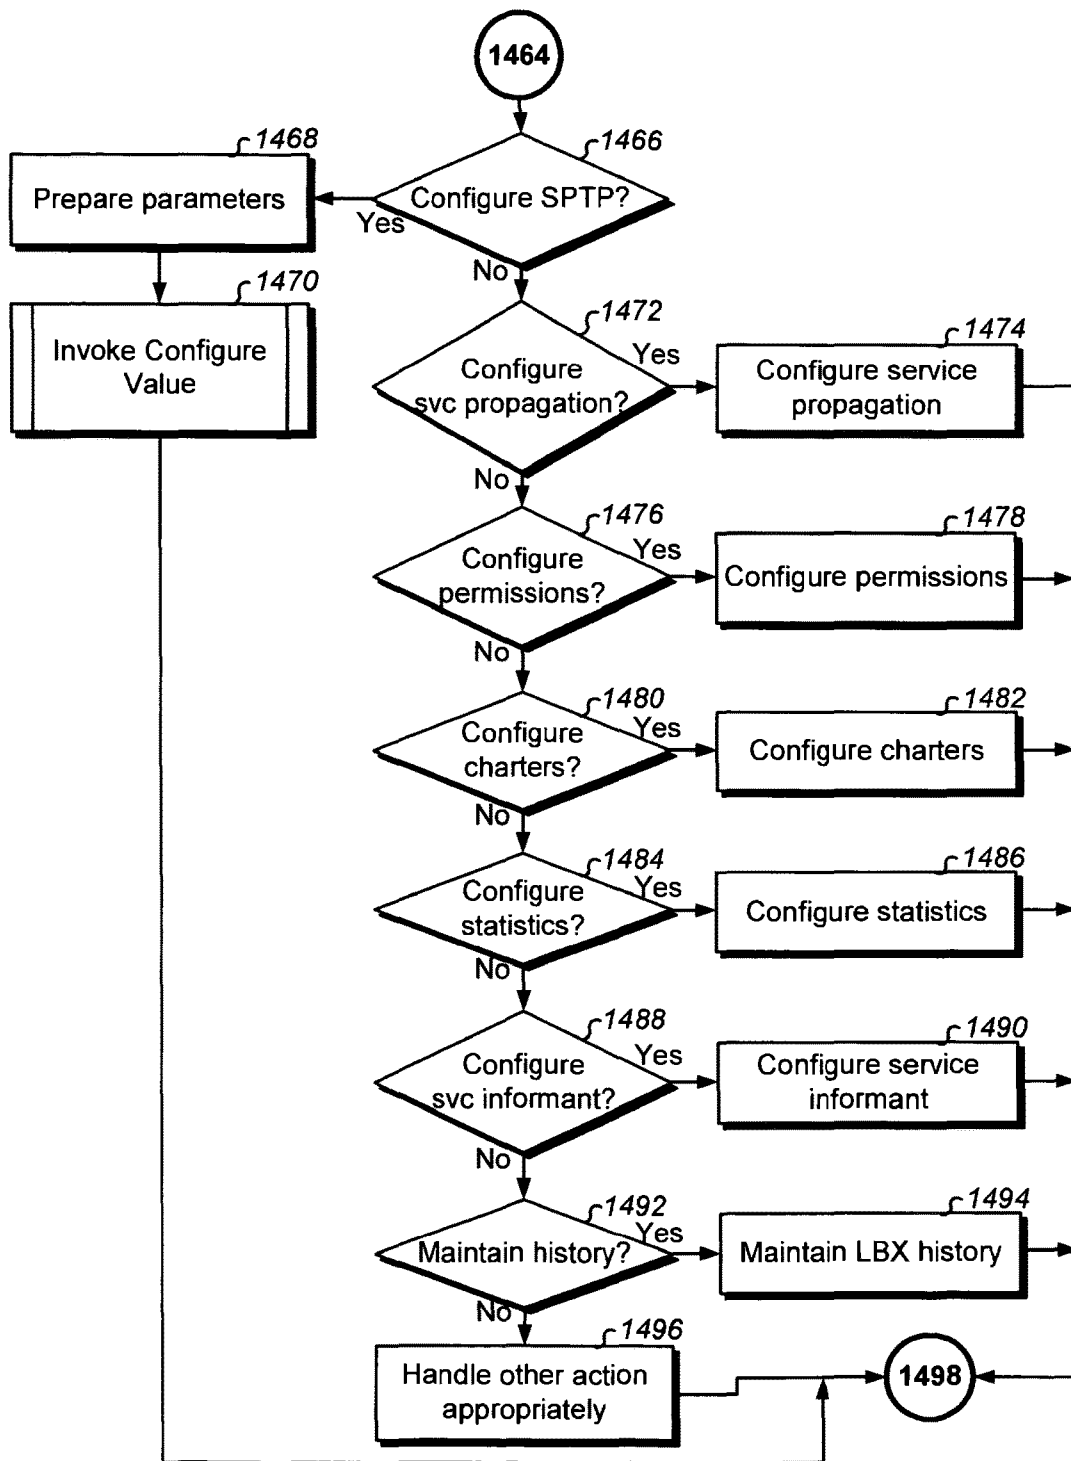 1464
1468
1466
Prepare parameters
Configure SPTP?
Yes
No
1470
1472
1474
Invoke Configure
Value
Configure
svc propagation?
Yes
Configure service
propagation
No
1476
1478
Configure
permissions?
Yes
Configure permissions
No
1480
1482
Configure
charters?
Yes
Configure charters
No
1484
1486
Configure
statistics?
Yes
Configure statistics
No
1488
1490
Configure
svc informant?
Yes
Configure service
informant
No
1492
1494
Maintain history?
Yes
Maintain LBX history
No
1496
Handle other action
appropriately
1498